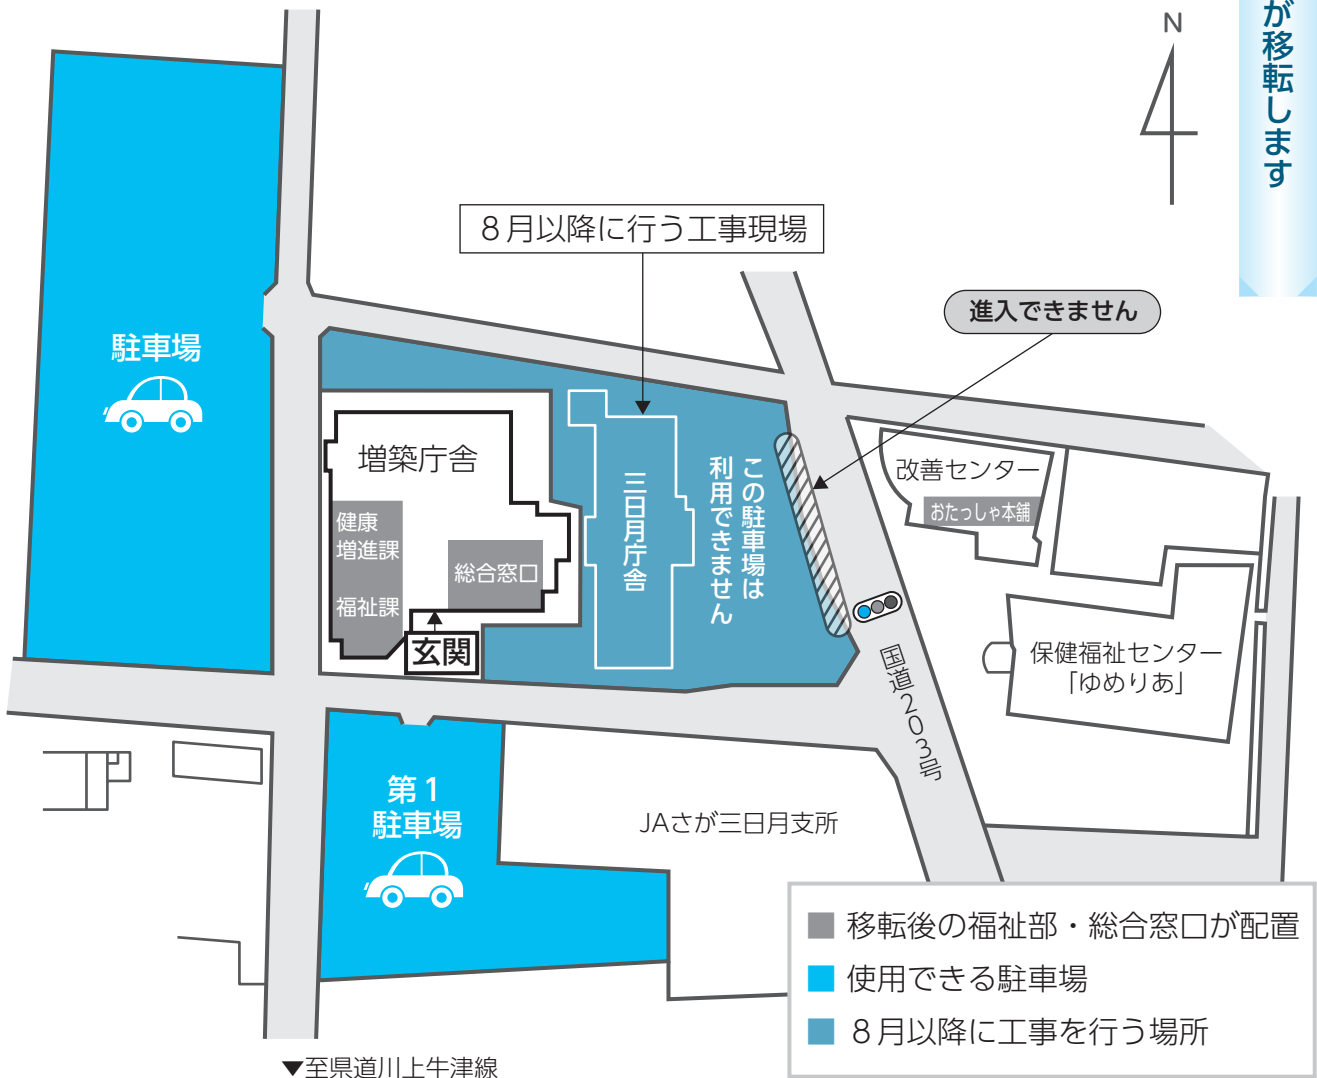 が移転します
N
8月以降に行う工事現場
進入できません
駐車場
増築庁舎
健康
増進課
福祉課
総合窓口
玄関
三日月庁舎
この駐車場は
利用できません
改善センター
おたっしゃ本舗
保健福祉センター
「ゆめりあ」
国道203号
第1
駐車場
JAさが三日月支所
移転後の福祉部・総合窓口が配置
使用できる駐車場
8月以降に工事を行う場所
▼至県道川上牛津線